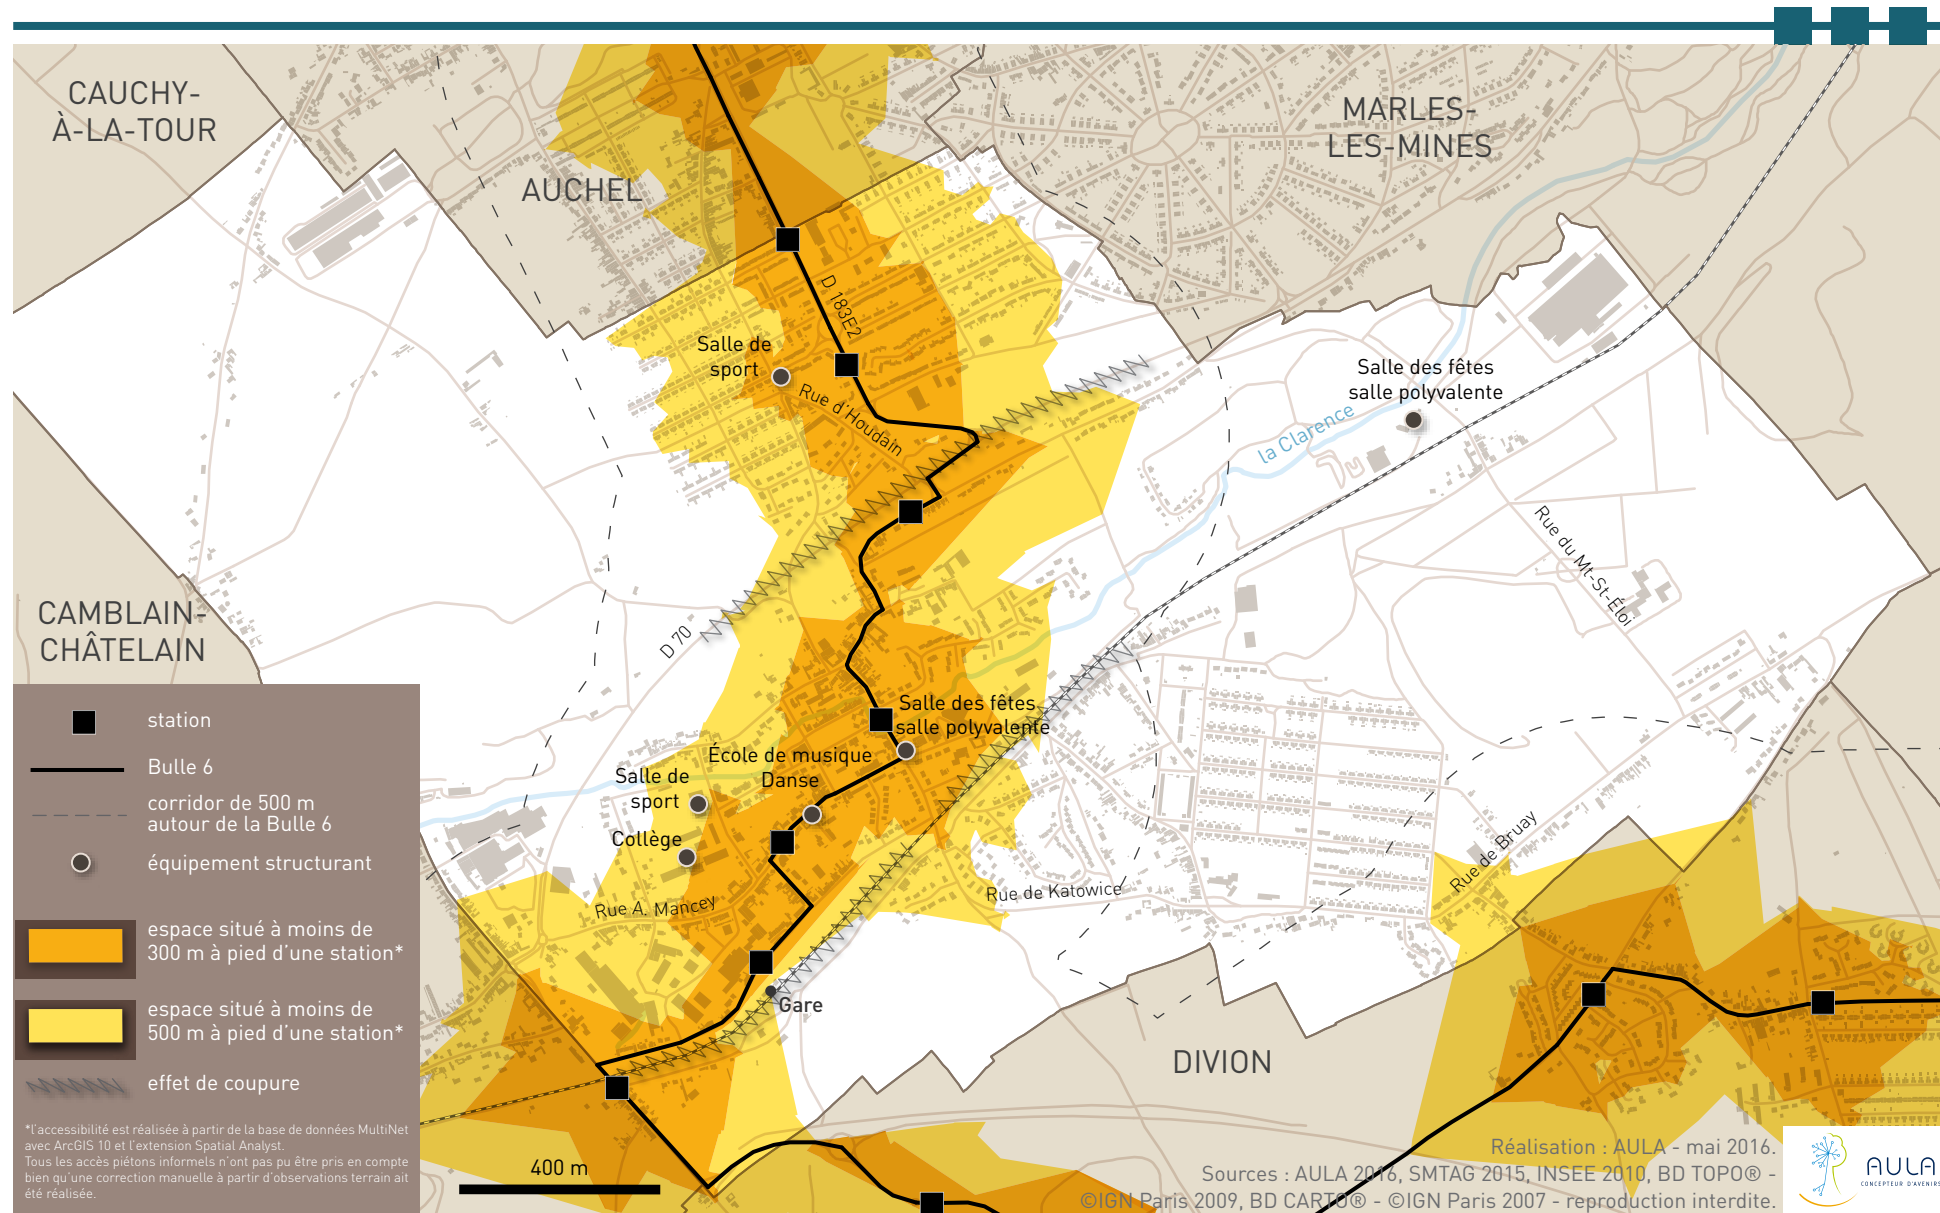 CAUCHY-
À-LA-TOUR
AUCHEL
MARLES-
LES-MINES
D 183E2
Salle de
sport
Rue d'Houdain
Salle des fêtes
salle polyvalente
la Clarence
Rue du Mt-St-Éloi
CAMBLAIN-
CHÂTELAIN
D 70
Salle des fêtes
salle polyvalente
École de musique
Danse
Salle de
sport
Collège
Rue A. Mancey
Rue de Katowice
Rue de Bruay
Gare
DIVION
station
Bulle 6
corridor de 500 m
autour de la Bulle 6
équipement structurant
espace situé à moins de
300 m à pied d'une station*
espace situé à moins de
500 m à pied d'une station*
effet de coupure
*l'accessibilité est réalisée à partir de la base de données MultiNet
avec ArcGIS 10 et l'extension Spatial Analyst.
Tous les accès piétons informels n'ont pas pu être pris en compte
bien qu'une correction manuelle à partir d'observations terrain ait
été réalisée.
400 m
Réalisation : AULA - mai 2016.
Sources : AULA 2016, SMTAG 2015, INSEE 2010, BD TOPO® -
©IGN Paris 2009, BD CARTO® - ©IGN Paris 2007 - reproduction interdite.
AULA
CONCEPTEUR D'AVENIRS